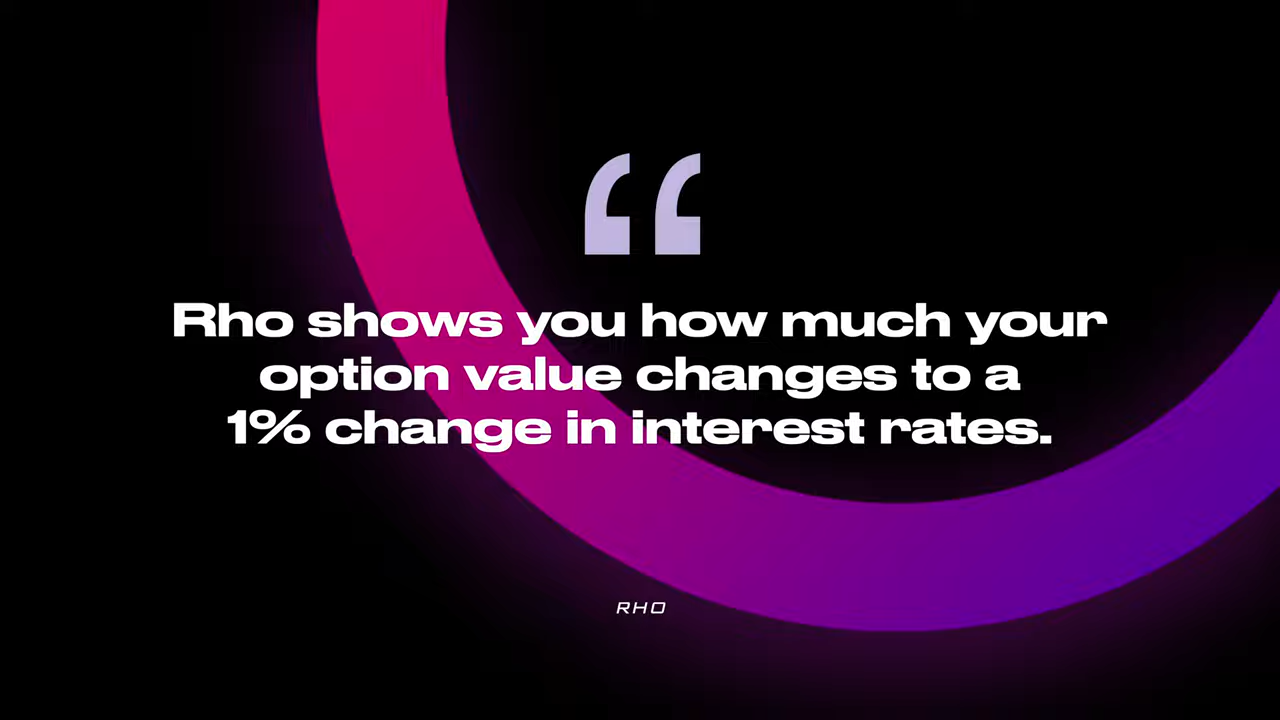 “
Rho shows you how much your
option value changes to a
1% change in interest rates.
RHO